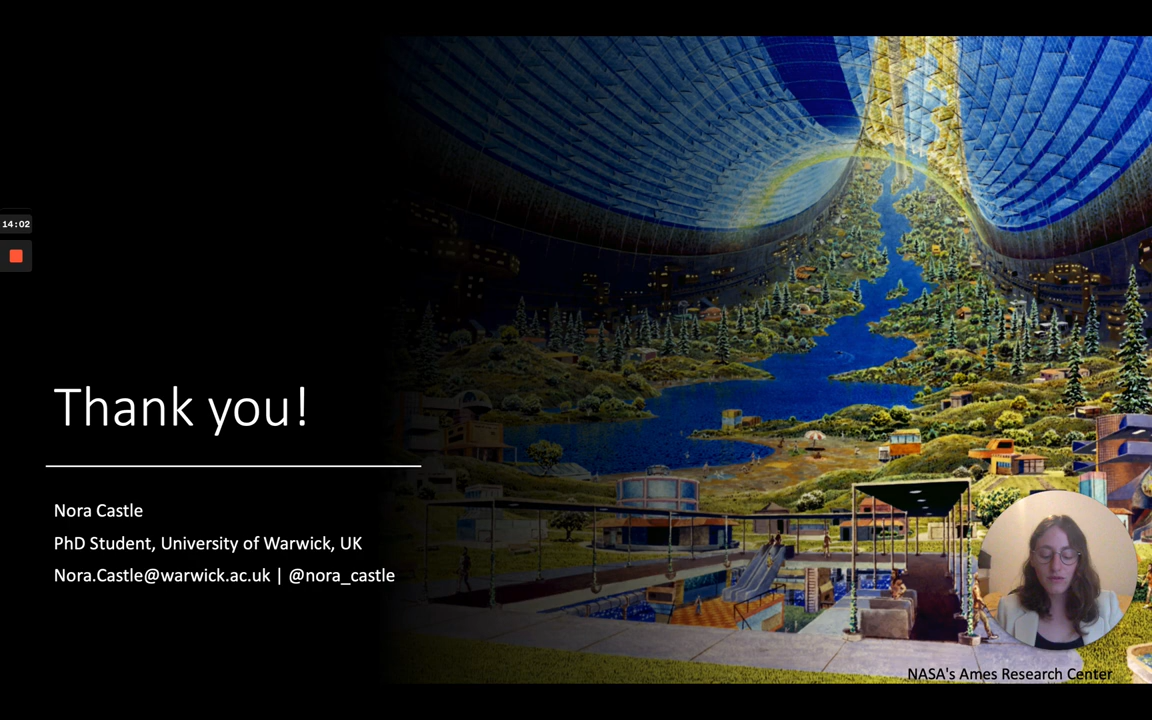 14:02
Thank you!
Nora Castle
PhD Student, University of Warwick, UK
Nora.Castle@warwick.ac.uk | @nora_castle
NASA's Ames Research Center